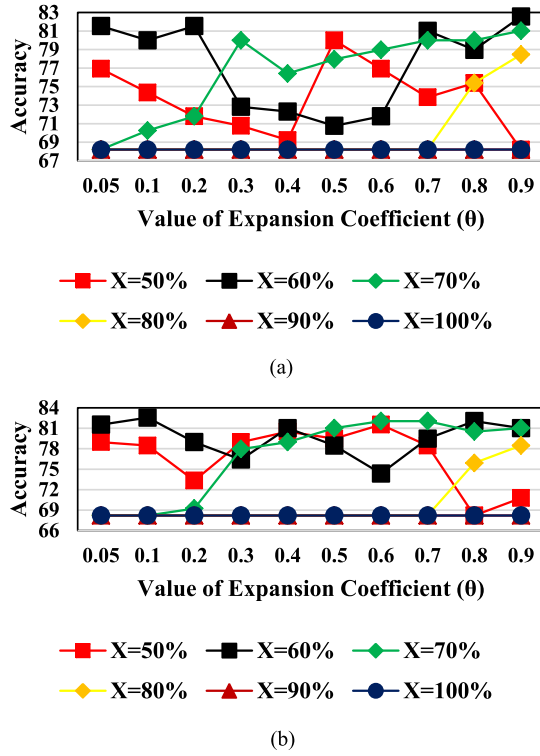 83
81
79
77
75
73
71
69
67
Accuracy
0.05 0.1 0.2 0.3 0.4 0.5 0.6 0.7 0.8 0.9
Value of Expansion Coefficient (θ)
X=50% X=60% X=70%
X=80% X=90% X=100%
(a)
84
81
78
75
72
69
66
Accuracy
0.05 0.1 0.2 0.3 0.4 0.5 0.6 0.7 0.8 0.9
Value of Expansion Coefficient (θ)
X=50% X=60% X=70%
X=80% X=90% X=100%
(b)